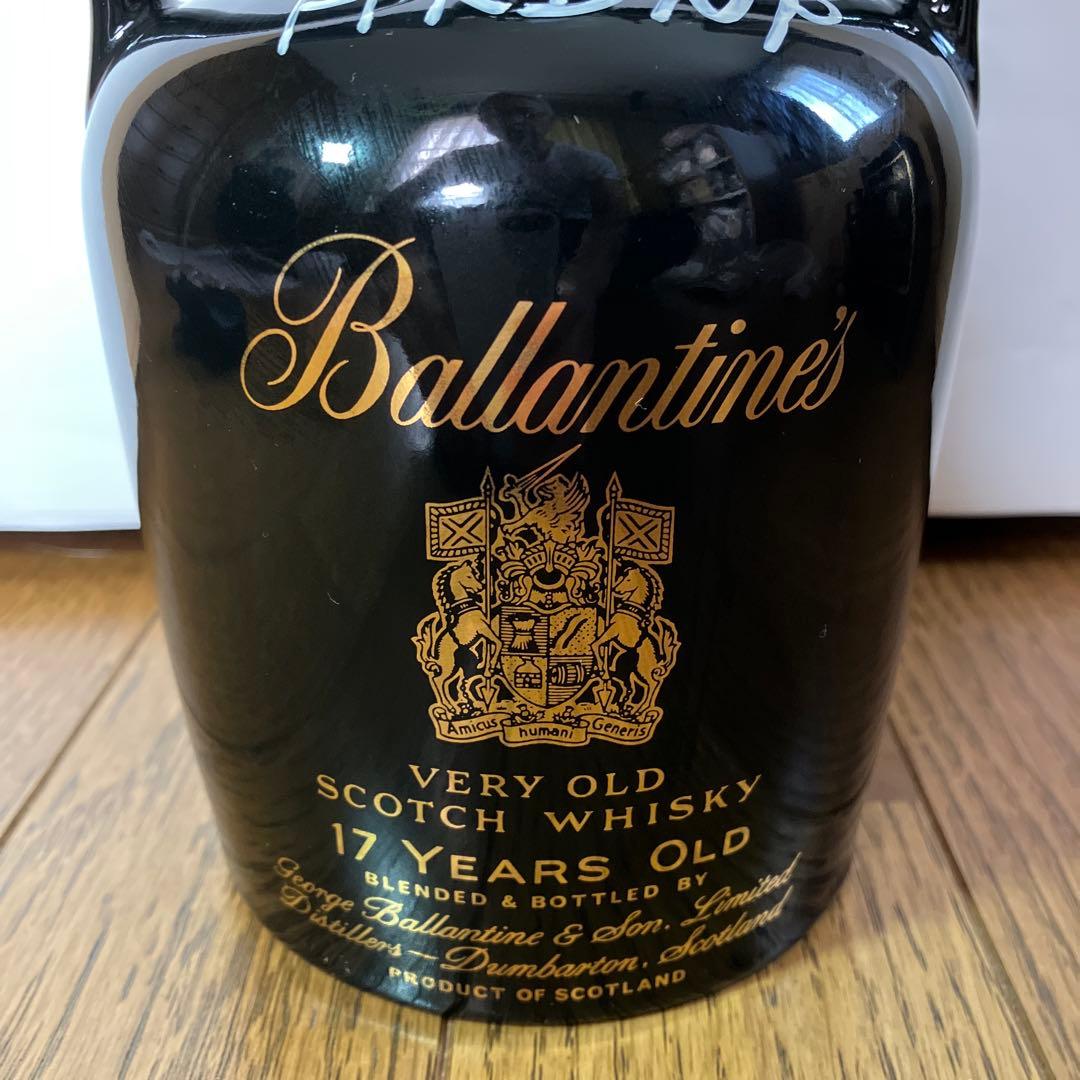 Ballantine's
Amicus humani Generis
VERY OLD
SCOTCH WHISKY
17 YEARS OLD
BLENDED & BOTTLED BY
George Ballantine & Son, Limited
Distillers — Dumbarton, Scotland
PRODUCT OF SCOTLAND